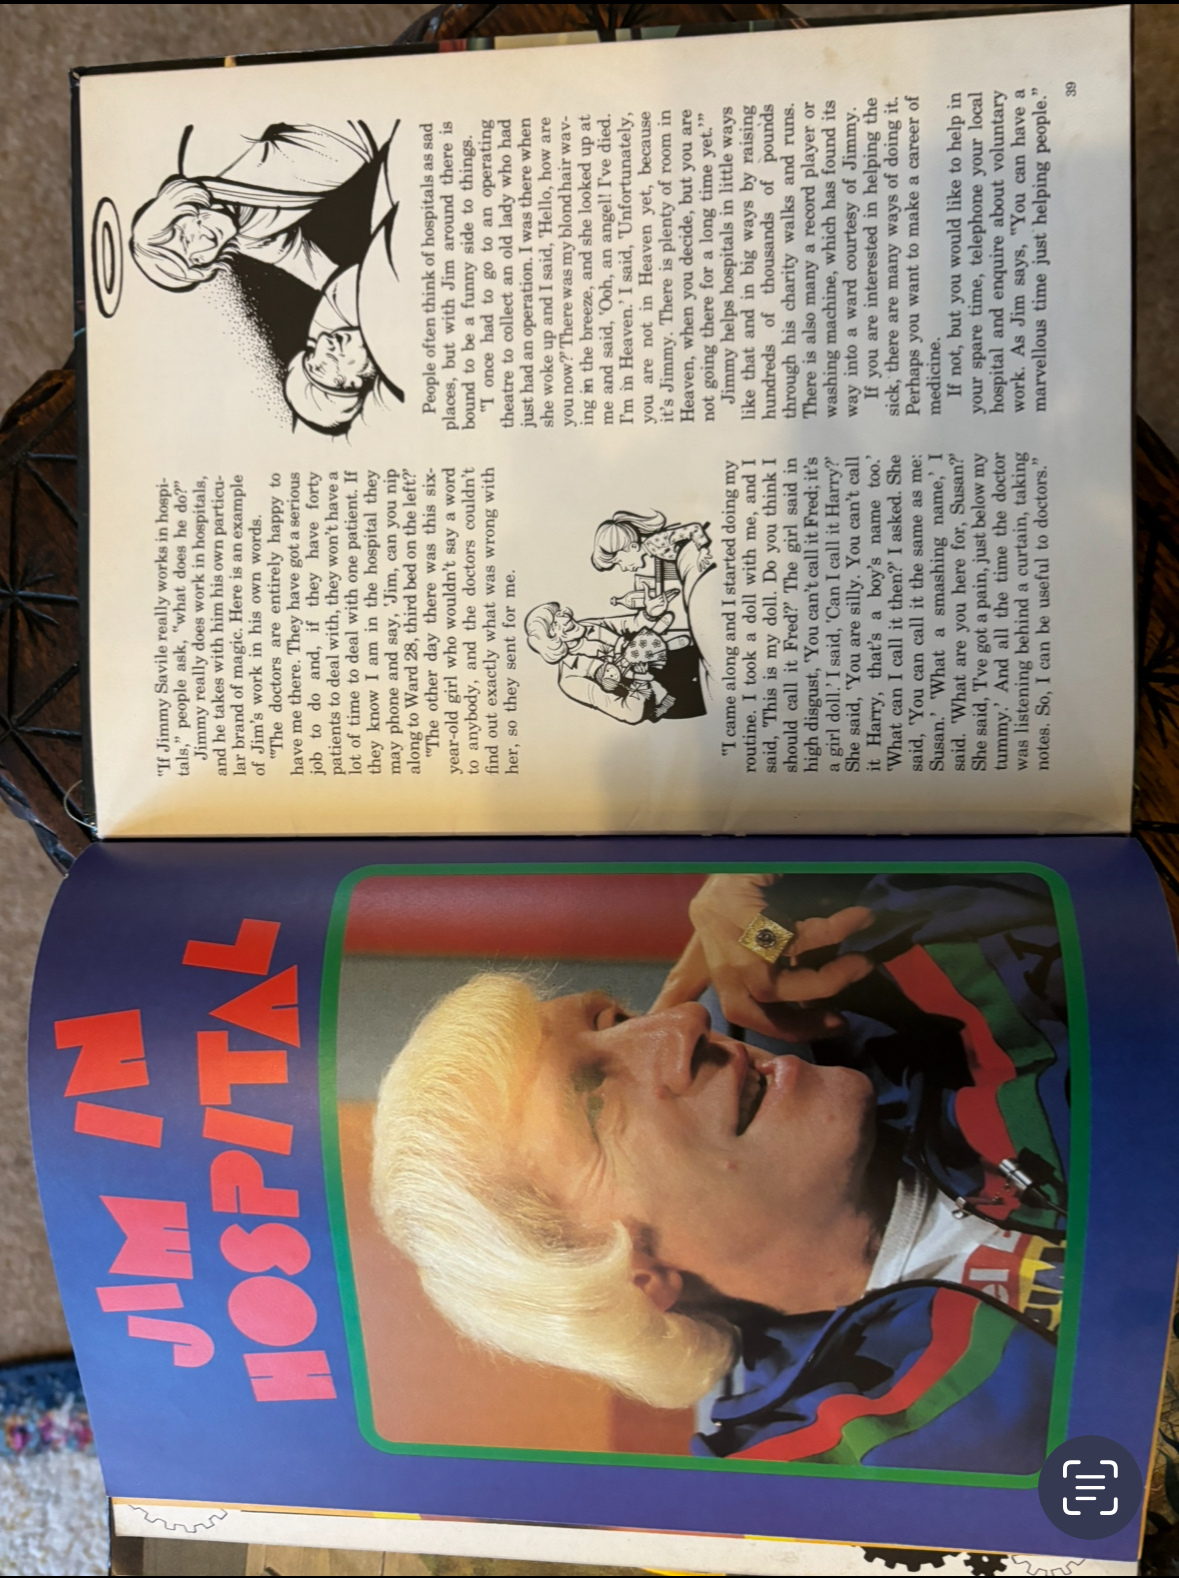 JIM IN
HOSPITAL
"If Jimmy Savile really works in hospi-
tals," people ask, "what does he do?"
Jimmy really does work in hospitals,
and he takes with him his own particu-
lar brand of magic. Here is an example
of Jim's work in his own words.
"The doctors are entirely happy to
have me there. They have got a serious
job to do and, if they have forty
patients to deal with, they won't have a
lot of time to deal with one patient. If
they know I am in the hospital they
may phone and say, 'Jim, can you nip
along to Ward 28, third bed on the left?'
"The other day there was this six-
year-old girl who wouldn't say a word
to anybody, and the doctors couldn't
find out exactly what was wrong with
her, so they sent for me.
"I came along and I started doing my
routine. I took a doll with me, and I
said, 'This is my doll. Do you think I
should call it Fred?' The girl said in
high disgust, 'You can't call it Fred; it's
a girl doll.' I said, 'Can I call it Harry?'
She said, 'You are silly. You can't call
it Harry, that's a boy's name too.'
'What can I call it then?' I asked. She
said, 'You can call it the same as me:
Susan.' 'What a smashing name,' I
said. 'What are you here for, Susan?'
She said, 'I've got a pain, just below my
tummy.' And all the time the doctor
was listening behind a curtain, taking
notes. So, I can be useful to doctors."
People often think of hospitals as sad
places, but with Jim around there is
bound to be a funny side to things.
"I once had to go to an operating
theatre to collect an old lady who had
just had an operation. I was there when
she woke up and I said, 'Hello, how are
you now?' There was my blond hair wav-
ing in the breeze, and she looked up at
me and said, 'Ooh, an angel! I've died.
I'm in Heaven.' I said, 'Unfortunately,
you are not in Heaven yet, because
it's Jimmy. There is plenty of room in
Heaven, when you decide, but you are
not going there for a long time yet.'"
Jimmy helps hospitals in little ways
like that and in big ways by raising
hundreds of thousands of pounds
through his charity walks and runs.
There is also many a record player or
washing machine, which has found its
way into a ward courtesy of Jimmy.
If you are interested in helping the
sick, there are many ways of doing it.
Perhaps you want to make a career of
medicine.
If not, but you would like to help in
your spare time, telephone your local
hospital and enquire about voluntary
work. As Jim says, "You can have a
marvellous time just helping people."
39